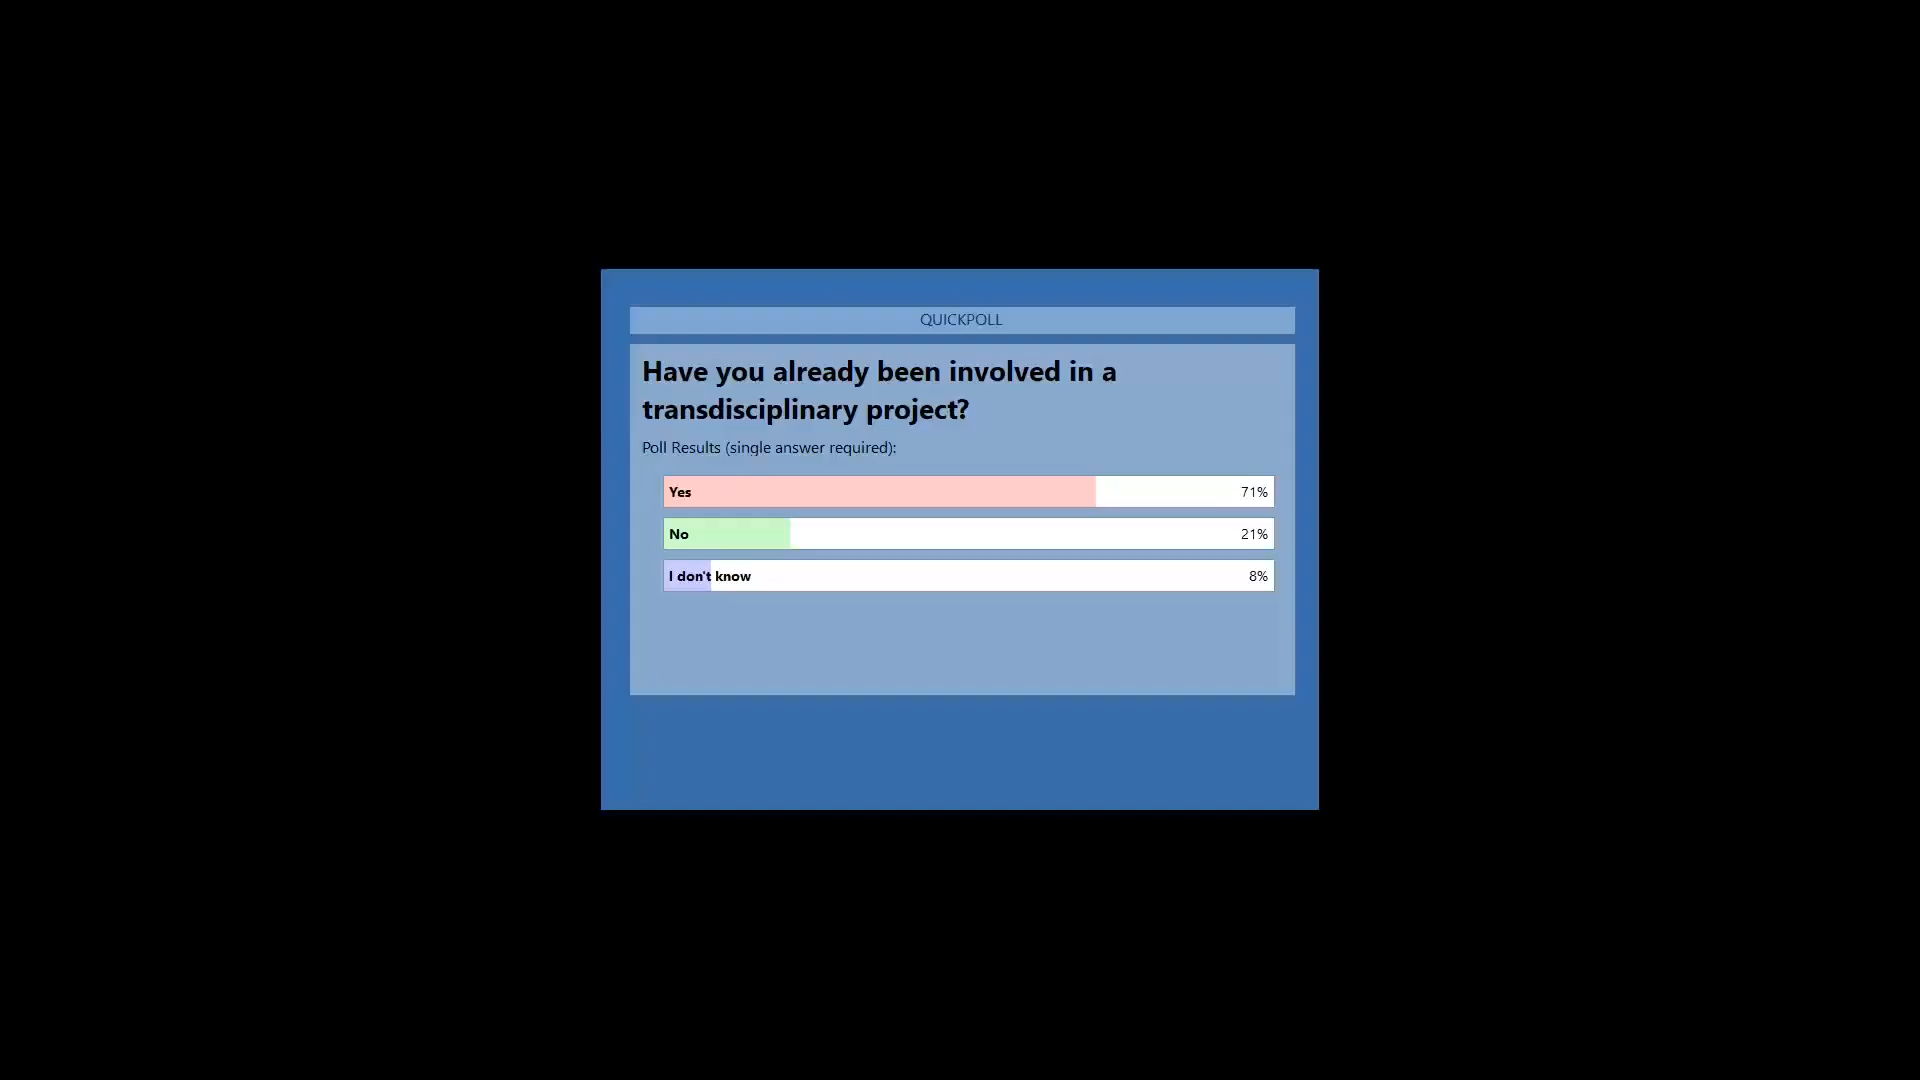 QUICKPOLL
Have you already been involved in a
transdisciplinary project?
Poll Results (single answer required):
Yes 71%
No 21%
I don't know 8%